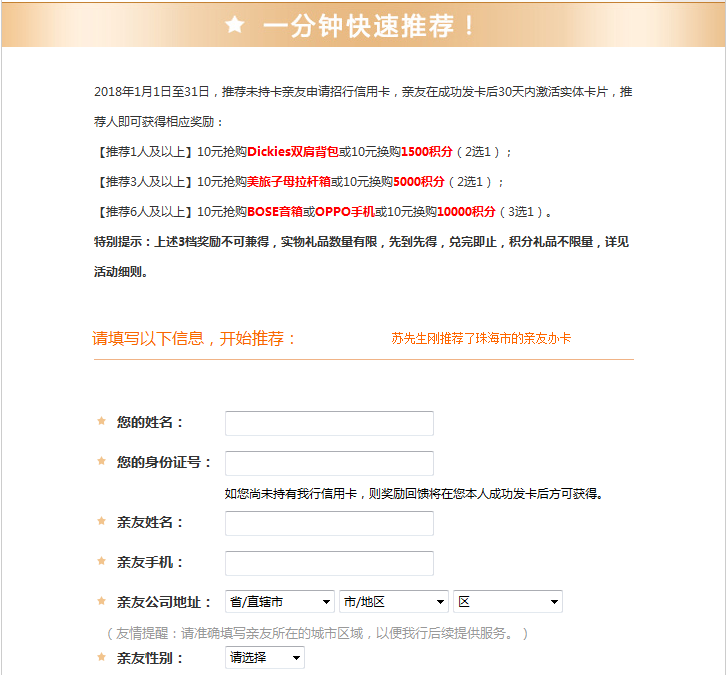 ★ 一分钟快速推荐！
2018年1月1日至31日，推荐未持卡亲友申请招行信用卡，亲友在成功发卡后30天内激活实体卡片，推
荐人即可获得相应奖励：
【推荐1人及以上】10元抢购Dickies双肩背包或10元换购1500积分（2选1）；
【推荐3人及以上】10元抢购美旅子母拉杆箱或10元换购5000积分（2选1）；
【推荐6人及以上】10元抢购BOSE音箱或OPPO手机或10元换购10000积分（3选1）。
特别提示：上述3档奖励不可兼得，实物礼品数量有限，先到先得，兑完即止，积分礼品不限量，详见
活动细则。
请填写以下信息，开始推荐： 苏先生刚推荐了珠海市的亲友办卡
★ 您的姓名：
★ 您的身份证号：
如您尚未持有我行信用卡，则奖励回馈将在您本人成功发卡后方可获得。
★ 亲友姓名：
★ 亲友手机：
★ 亲友公司地址： 省/直辖市 市/地区 区
（友情提醒：请准确填写亲友所在的城市区域，以便我行后续提供服务。）
★ 亲友性别： 请选择